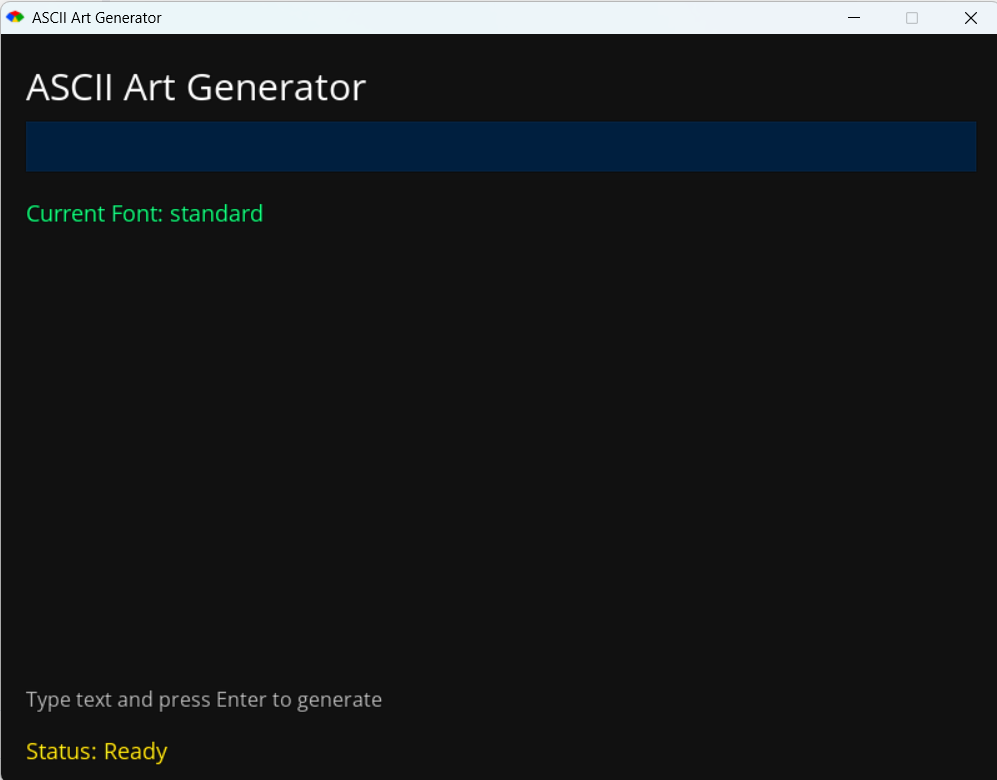 ASCII Art Generator
ASCII Art Generator
Current Font: standard
Type text and press Enter to generate
Status: Ready